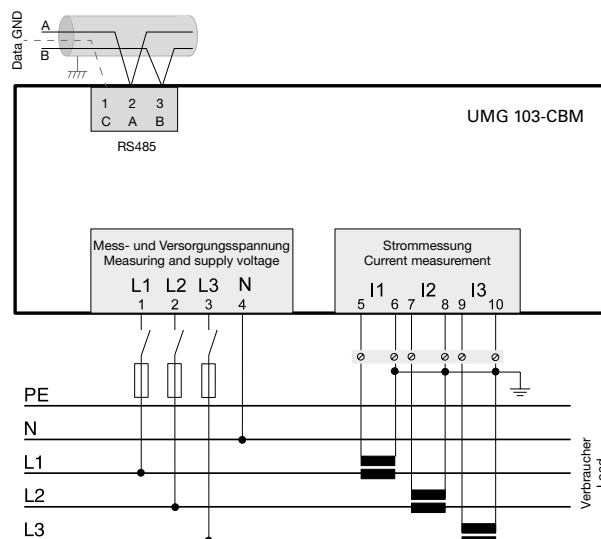 Data GND
A
B
1 2 3
C A B
RS485
UMG 103-CBM
Mess- und Versorgungsspannung
Measuring and supply voltage
L1 L2 L3 N
1 2 3 4
Strommessung
Current measurement
I1 I2 I3
5 6 7 8 9 10
PE
N
L1
L2
L3
Verbraucher
Load